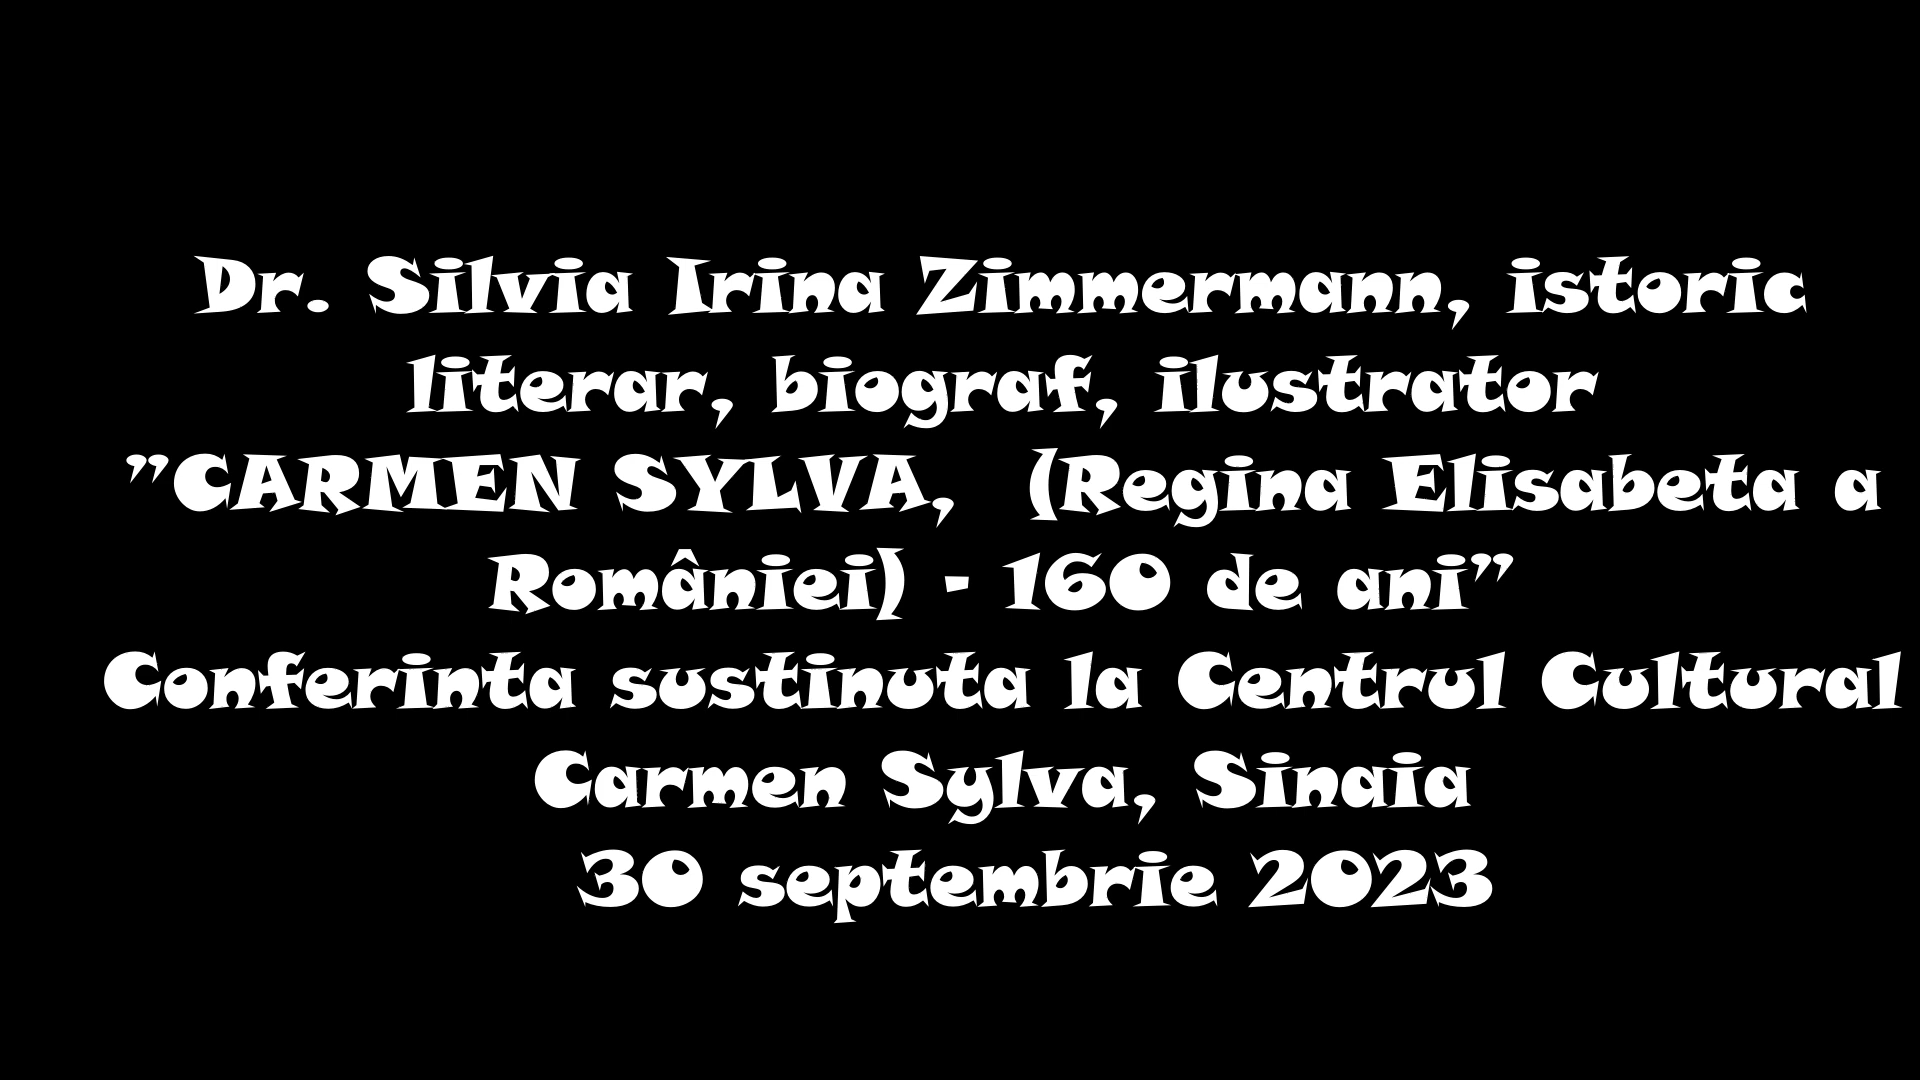 Dr. Silvia Irina Zimmermann, istoric
literar, biograf, ilustrator
”CARMEN SYLVA,  (Regina Elisabeta a
României) - 160 de ani”
Conferinta sustinuta la Centrul Cultural
Carmen Sylva, Sinaia
30 septembrie 2023